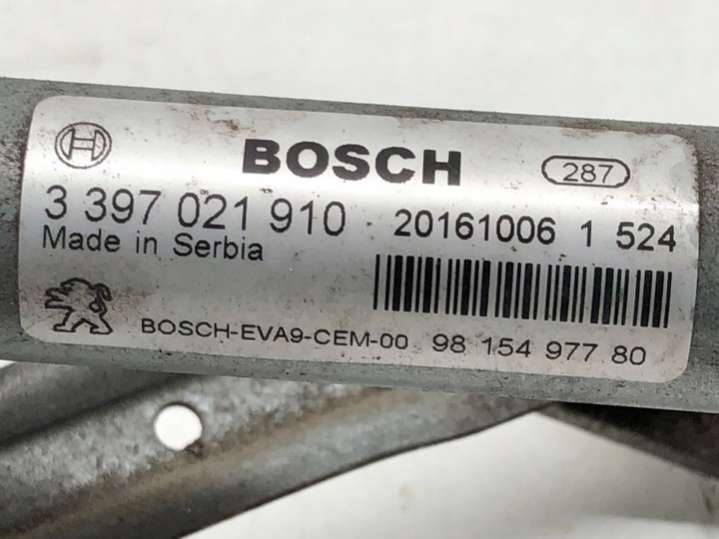 BOSCH 287
3 397 021 910 20161006 1 524
Made in Serbia
BOSCH-EVA9-CEM-00 98 154 977 80